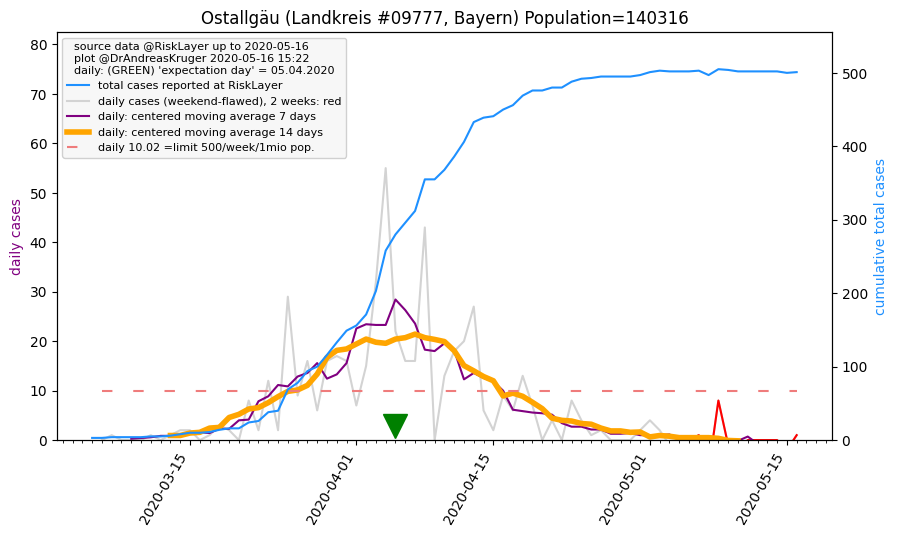 Ostallgäu (Landkreis #09777, Bayern) Population=140316
source data @RiskLayer up to 2020-05-16
plot @DrAndreasKruger 2020-05-16 15:22
daily: (GREEN) 'expectation day' = 05.04.2020
total cases reported at RiskLayer
daily cases (weekend-flawed), 2 weeks: red
daily: centered moving average 7 days
daily: centered moving average 14 days
daily 10.02 =limit 500/week/1mio pop.
daily cases
80
70
60
50
40
30
20
10
0
cumulative total cases
500
400
300
200
100
0
2020-03-15
2020-04-01
2020-04-15
2020-05-01
2020-05-15